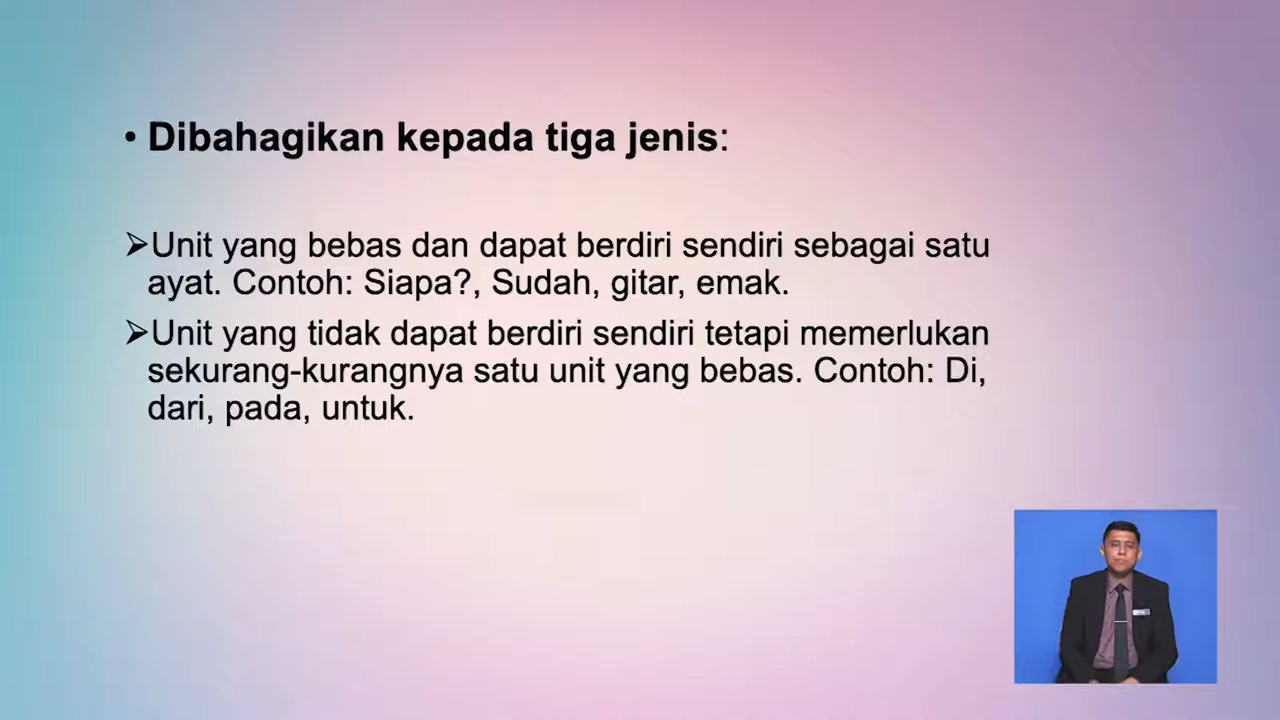 • Dibahagikan kepada tiga jenis:
➢Unit yang bebas dan dapat berdiri sendiri sebagai satu
ayat. Contoh: Siapa?, Sudah, gitar, emak.
➢Unit yang tidak dapat berdiri sendiri tetapi memerlukan
sekurang-kurangnya satu unit yang bebas. Contoh: Di,
dari, pada, untuk.